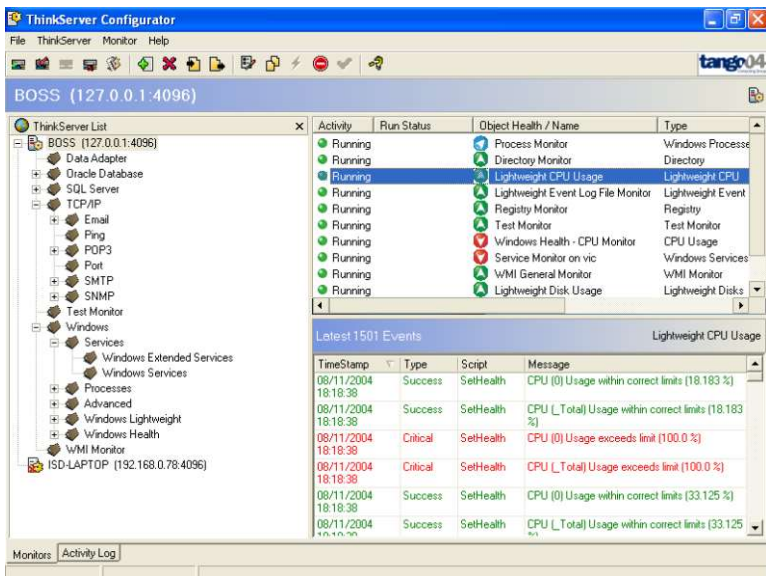 ThinkServer Configurator
File ThinkServer Monitor Help
tango04
BOSS (127.0.0.1:4096)
ThinkServer List
BOSS (127.0.0.1:4096)
Data Adapter
Oracle Database
SQL Server
TCP/IP
Email
Ping
POP3
Port
SMTP
SNMP
Test Monitor
Windows
Services
Windows Extended Services
Windows Services
Processes
Advanced
Windows Lightweight
Windows Health
WMI Monitor
ISD-LAPTOP (192.168.0.78:4096)
Activity Run Status Object Health / Name Type
Running Process Monitor Windows Processe
Running Directory Monitor Directory
Running Lightweight CPU Usage Lightweight CPU
Running Lightweight Event Log File Monitor Lightweight Event
Running Registry Monitor Registry
Running Test Monitor Test Monitor
Running Windows Health - CPU Monitor CPU Usage
Running Service Monitor on vic Windows Services
Running WMI General Monitor WMI Monitor
Running Lightweight Disk Usage Lightweight Disks
Latest 1501 Events Lightweight CPU Usage
TimeStamp Type Script Message
08/11/2004 Success SetHealth CPU (0) Usage within correct limits (18.183 %)
18:18:38
08/11/2004 Success SetHealth CPU (_Total) Usage within correct limits (18.183
18:18:38 %)
08/11/2004 Critical SetHealth CPU (0) Usage exceeds limit (100.0 %)
18:18:38
08/11/2004 Critical SetHealth CPU (_Total) Usage exceeds limit (100.0 %)
18:18:38
08/11/2004 Success SetHealth CPU (0) Usage within correct limits (33.125 %)
18:18:38
08/11/2004 Success SetHealth CPU (_Total) Usage within correct limits (33.125
Monitors Activity Log